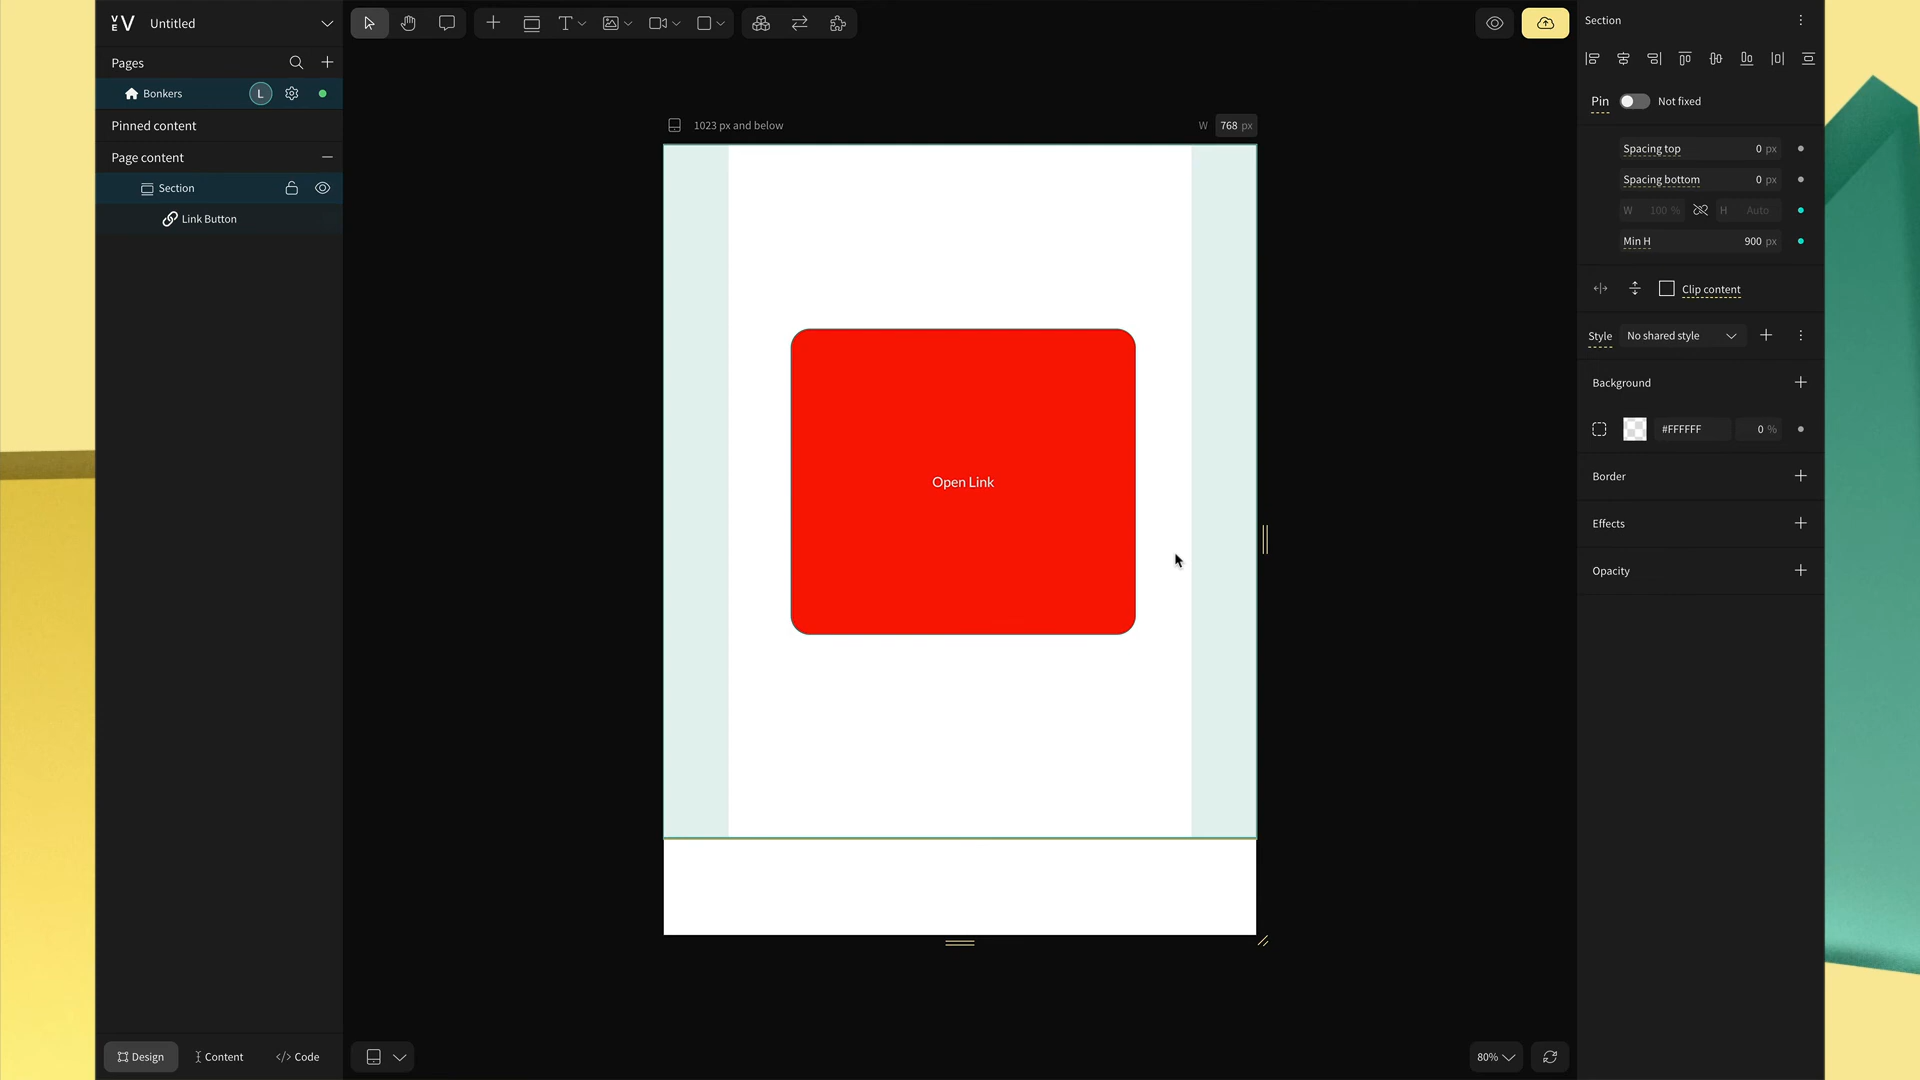 Untitled
Pages
Bonkers
L
Pinned content
Page content
Section
Link Button
Design
Content
</> Code
1023 px and below
W 768 px
Open Link
80%
Section
Pin Not fixed
Spacing top 0 px
Spacing bottom 0 px
W 100 % H Auto
Min H 900 px
Clip content
Style No shared style
Background
#FFFFFF 0 %
Border
Effects
Opacity